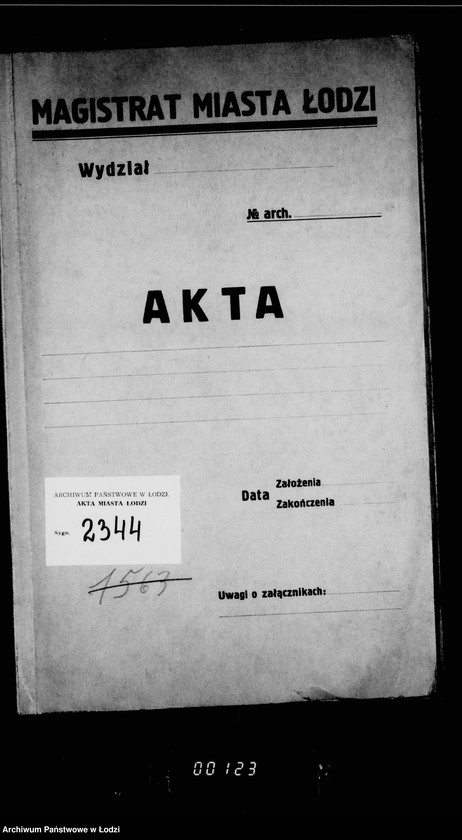 MAGISTRAT MIASTA ŁODZI
Wydział
№ arch.
AKTA
Data Założenia
Zakończenia
ARCHIWUM PAŃSTWOWE W ŁODZI.
AKTA MIASTA ŁODZI
Sygn. 2344
1563
Uwagi o załącznikach:
00123
Archiwum Państwowe w Łodzi